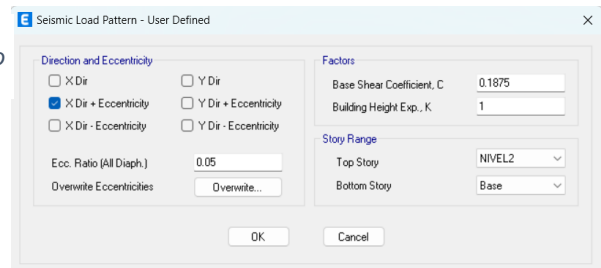 E Seismic Load Pattern - User Defined
Direction and Eccentricity
X Dir Y Dir
X Dir + Eccentricity Y Dir + Eccentricity
X Dir - Eccentricity Y Dir - Eccentricity
Ecc. Ratio (All Diaph.) 0.05
Overwrite Eccentricities Overwrite...
Factors
Base Shear Coefficient, C 0.1875
Building Height Exp., K 1
Story Range
Top Story NIVEL2
Bottom Story Base
OK Cancel